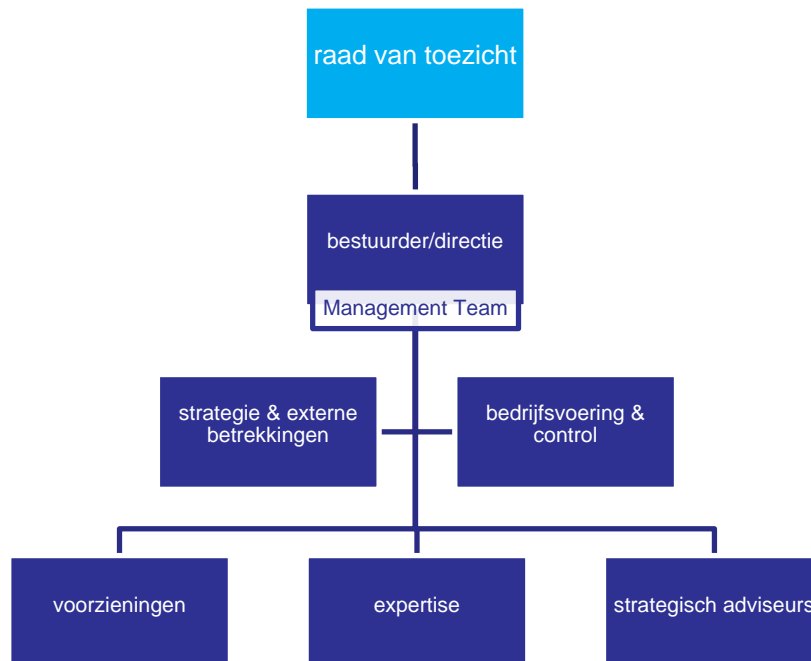 raad van toezicht
bestuurder/directie
Management Team
strategie & externe
betrekkingen
bedrijfsvoering &
control
voorzieningen
expertise
strategisch adviseurs